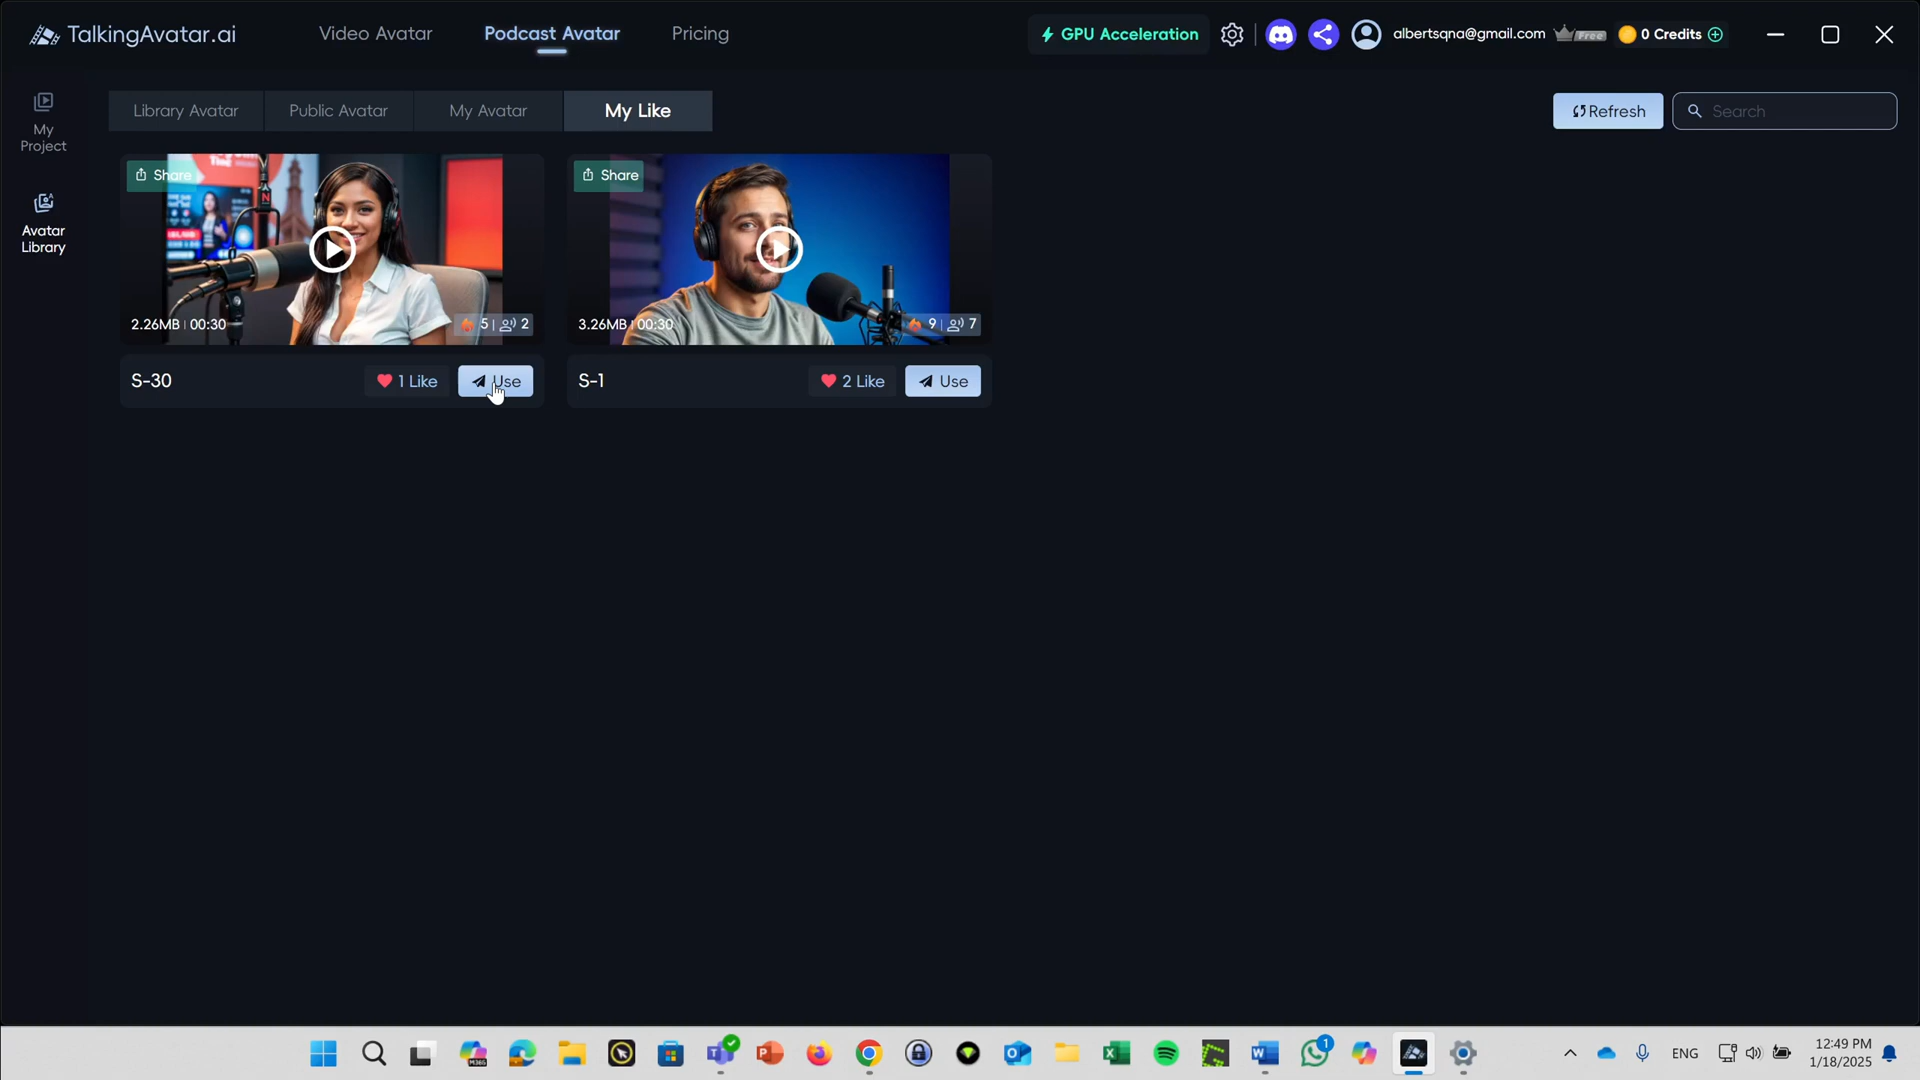 TalkingAvatar.ai
Video Avatar
Podcast Avatar
Pricing
GPU Acceleration
albertsqna@gmail.com
Free
0 Credits
My
Project
Avatar
Library
Library Avatar
Public Avatar
My Avatar
My Like
Refresh
Search
Share
2.26MB | 00:30
5 | 2
S-30
1 Like
Use
Share
3.26MB | 00:30
9 | 7
S-1
2 Like
Use
M365
1
ENG
12:49 PM
1/18/2025